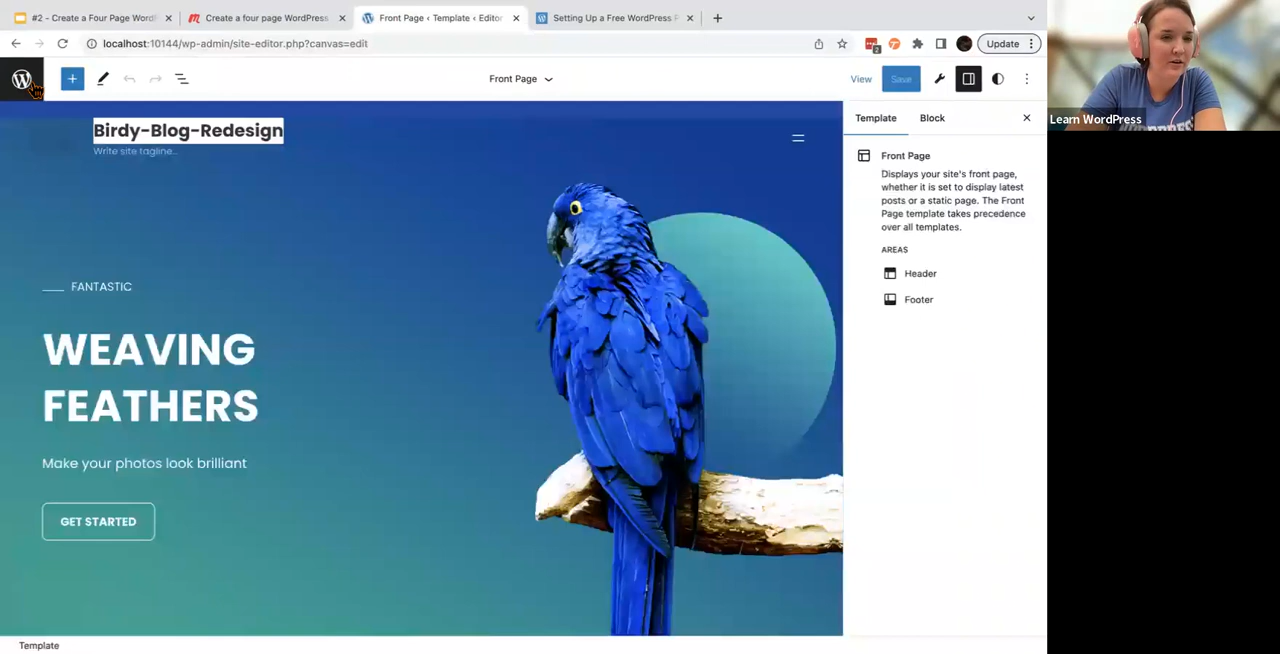 #2 - Create a Four Page WordP
Create a four page WordPress
Front Page ‹ Template ‹ Editor
Setting Up a Free WordPress P
localhost:10144/wp-admin/site-editor.php?canvas=edit
2
Update
Front Page
View
Save
Birdy-Blog-Redesign
Write site tagline...
FANTASTIC
WEAVING
FEATHERS
Make your photos look brilliant
GET STARTED
Template
Block
Front Page
Displays your site's front page,
whether it is set to display latest
posts or a static page. The Front
Page template takes precedence
over all templates.
AREAS
Header
Footer
Template
Learn WordPress